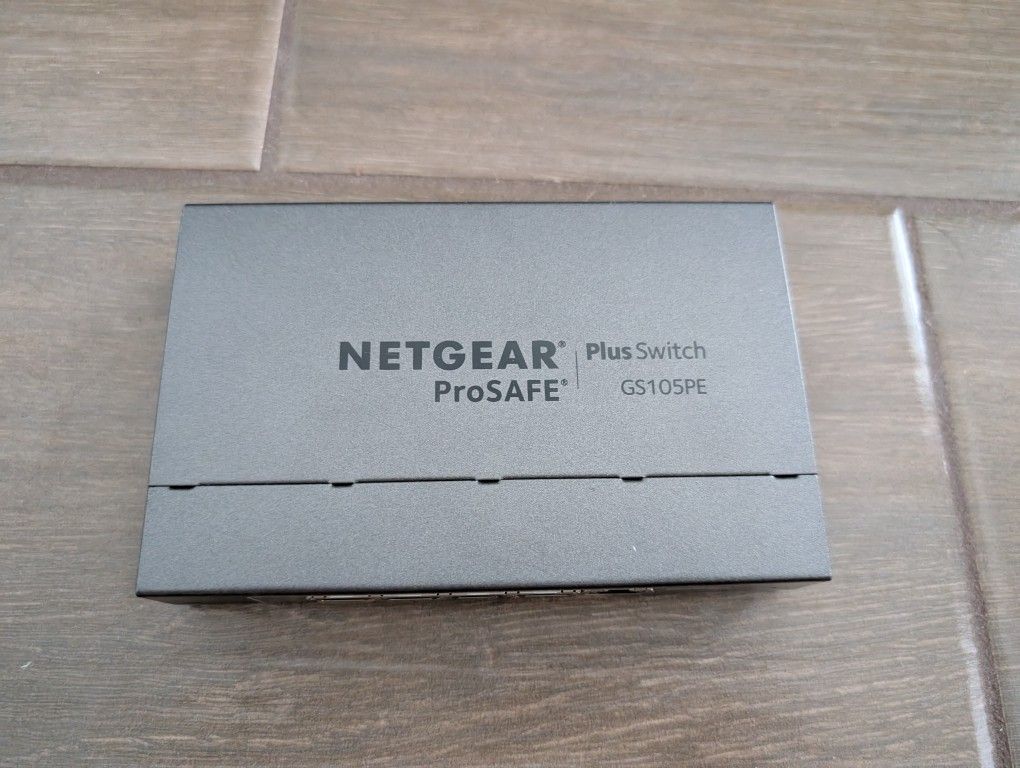 NETGEAR® | Plus Switch
ProSAFE® GS105PE